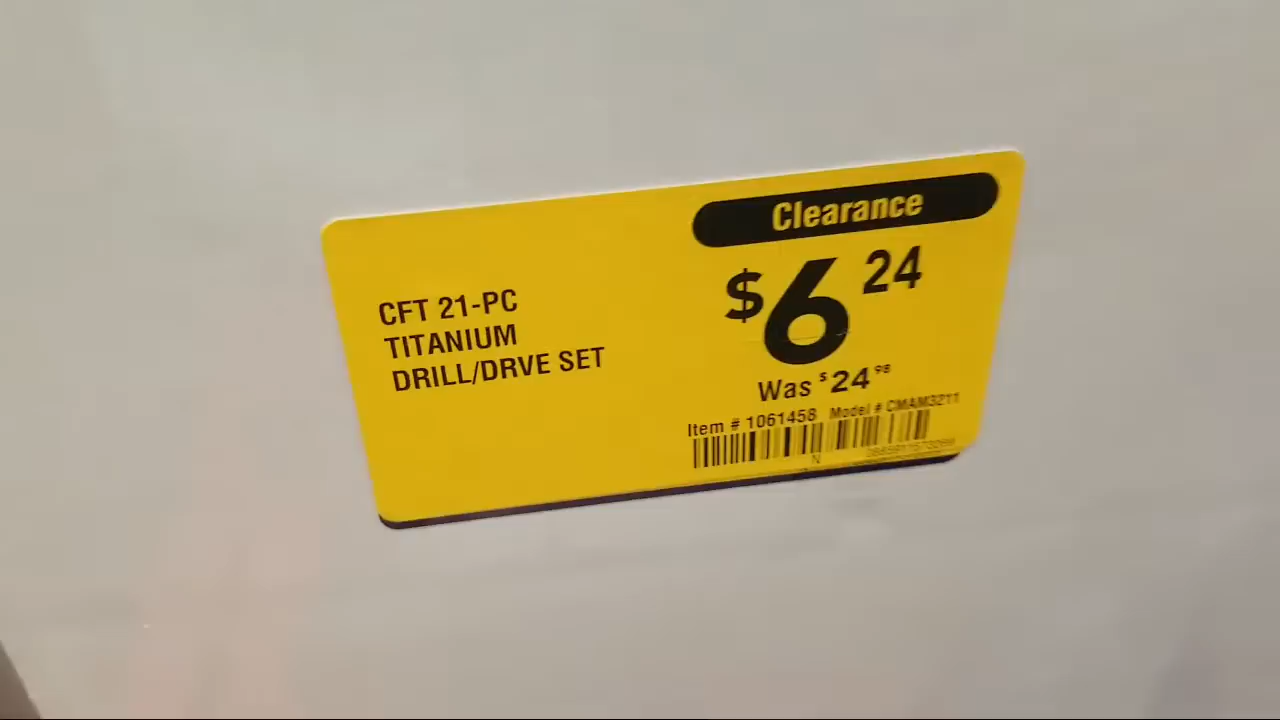 Clearance
CFT 21-PC
TITANIUM
DRILL/DRVE SET
$6 24
Was $24 98
Item # 1061458 Model # CMAM3211
N